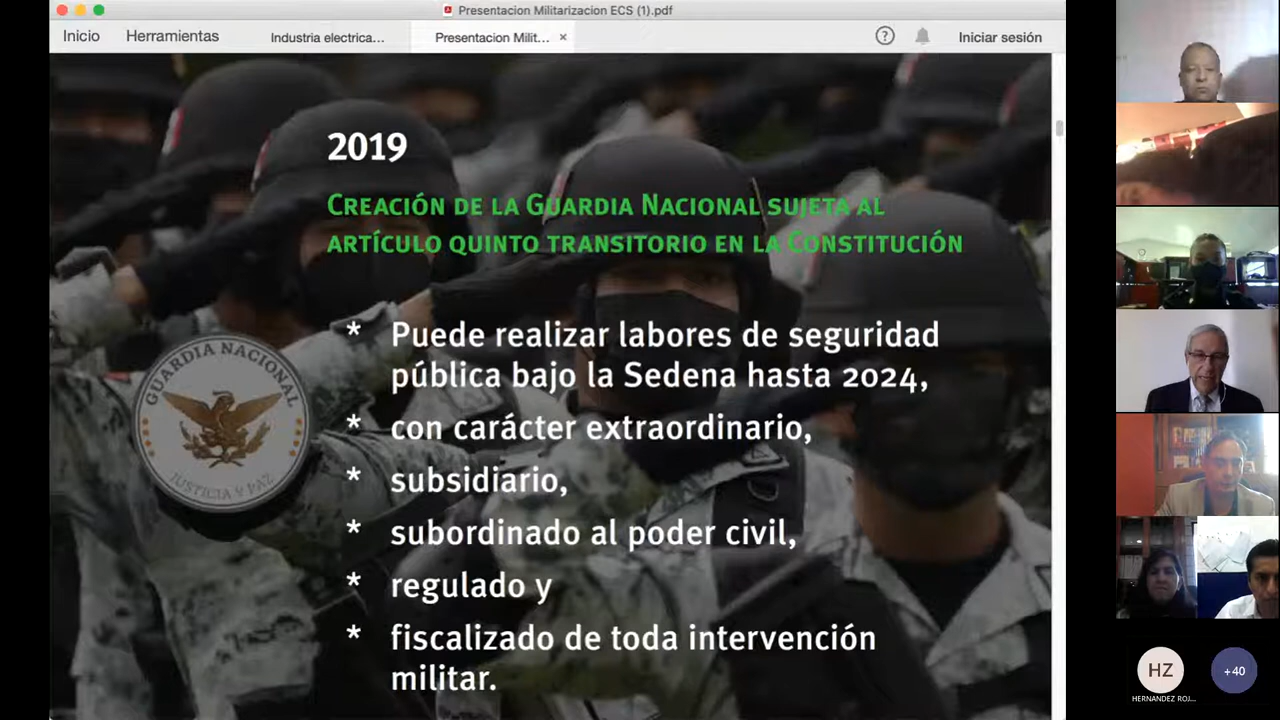 Presentacion Militarizacion ECS (1).pdf
Inicio
Herramientas
Industria electrica...
Presentacion Milit...
Iniciar sesión
2019
Creación de la Guardia Nacional sujeta al
artículo quinto transitorio en la Constitución
* Puede realizar labores de seguridad
pública bajo la Sedena hasta 2024,
* con carácter extraordinario,
* subsidiario,
* subordinado al poder civil,
* regulado y
* fiscalizado de toda intervención
militar.
GUARDIA NACIONAL
JUSTICIA Y PAZ
HZ
+40
HERNANDEZ ROJ...